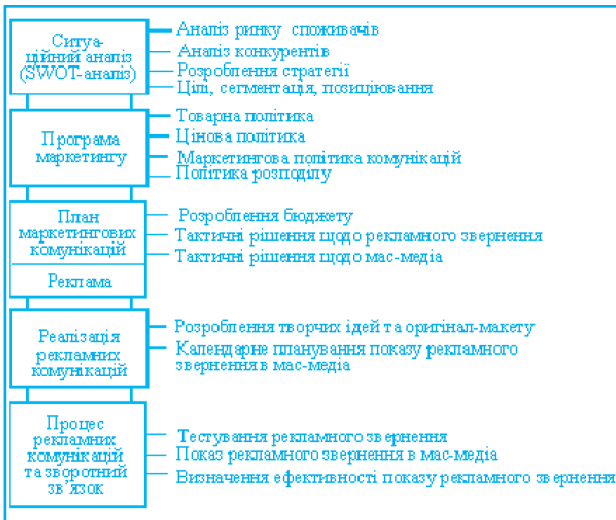 Ситуа-
ційний аналіз
(SWOT-аналіз)
Аналіз ринку споживачів
Аналіз конкурентів
Розроблення стратегії
Цілі, сегментація, позиціювання
Програма
маркетингу
Товарна політика
Цінова політика
Маркетингова політика комунікацій
Політика розподілу
План
маркетингових
комунікацій
Реклама
Розроблення бюджету
Тактичні рішення щодо рекламного звернення
Тактичні рішення щодо мас-медіа
Реалізація
рекламних
комунікацій
Розроблення творчих ідей та оригінал-макету
Календарне планування показу рекламного
звернення в мас-медіа
Процес
рекламних
комунікацій
та зворотний
зв'язок
Тестування рекламного звернення
Показ рекламного звернення в мас-медіа
Визначення ефективності показу рекламного звернення